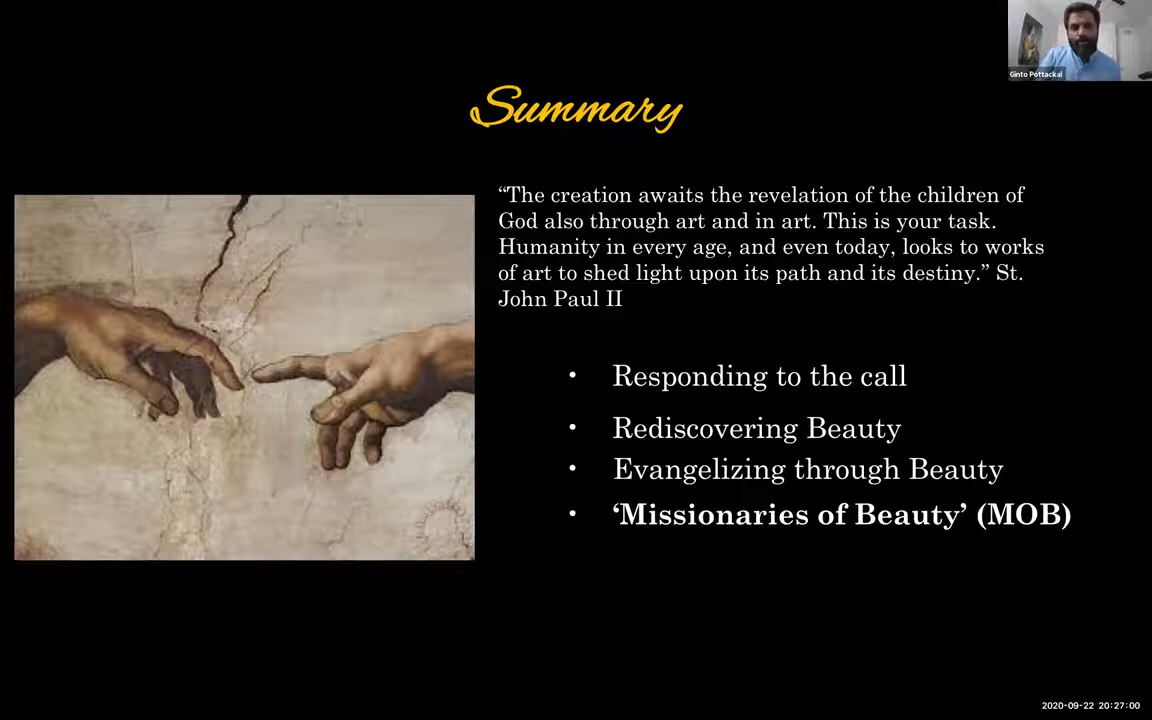 Ginto Pottackal
Summary
“The creation awaits the revelation of the children of
God also through art and in art. This is your task.
Humanity in every age, and even today, looks to works
of art to shed light upon its path and its destiny.” St.
John Paul II
• Responding to the call
• Rediscovering Beauty
• Evangelizing through Beauty
• ‘Missionaries of Beauty’ (MOB)
2020-09-22 20:27:00